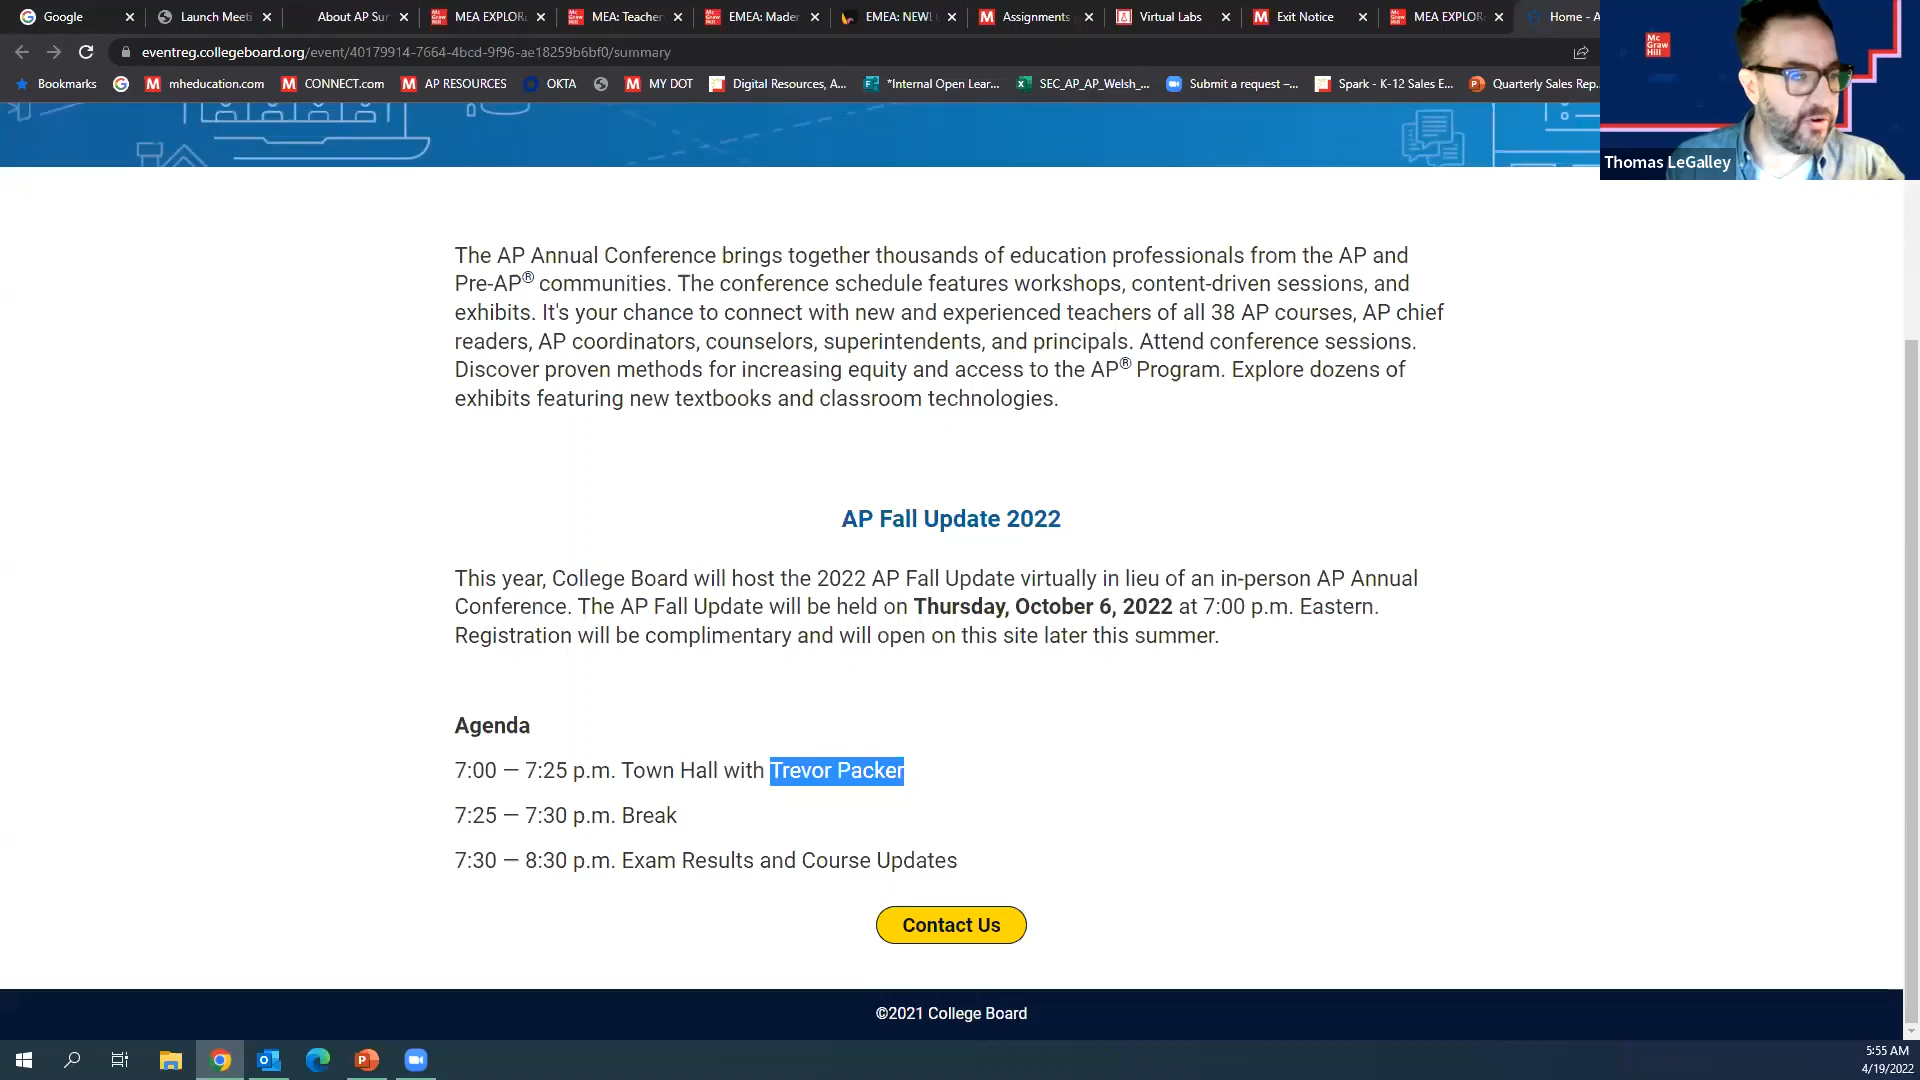 Google
Launch Meeti
About AP Sur
MEA EXPLOR
MEA: Teacher
EMEA: Mader
EMEA: NEW!
Assignments
Virtual Labs
Exit Notice
MEA EXPLOR
Home - A
eventreg.collegeboard.org/event/40179914-7664-4bcd-9f96-ae18259b6bf0/summary
Bookmarks
mheducation.com
CONNECT.com
AP RESOURCES
OKTA
MY DOT
Digital Resources, A...
*Internal Open Lear...
SEC_AP_AP_Welsh_...
Submit a request –...
Spark - K-12 Sales E...
Quarterly Sales Rep
Mc
Graw
Hill
Thomas LeGalley
The AP Annual Conference brings together thousands of education professionals from the AP and
Pre-AP® communities. The conference schedule features workshops, content-driven sessions, and
exhibits. It's your chance to connect with new and experienced teachers of all 38 AP courses, AP chief
readers, AP coordinators, counselors, superintendents, and principals. Attend conference sessions.
Discover proven methods for increasing equity and access to the AP® Program. Explore dozens of
exhibits featuring new textbooks and classroom technologies.
AP Fall Update 2022
This year, College Board will host the 2022 AP Fall Update virtually in lieu of an in-person AP Annual
Conference. The AP Fall Update will be held on Thursday, October 6, 2022 at 7:00 p.m. Eastern.
Registration will be complimentary and will open on this site later this summer.
Agenda
7:00 — 7:25 p.m. Town Hall with Trevor Packer
7:25 — 7:30 p.m. Break
7:30 — 8:30 p.m. Exam Results and Course Updates
Contact Us
©2021 College Board
5:55 AM
4/19/2022